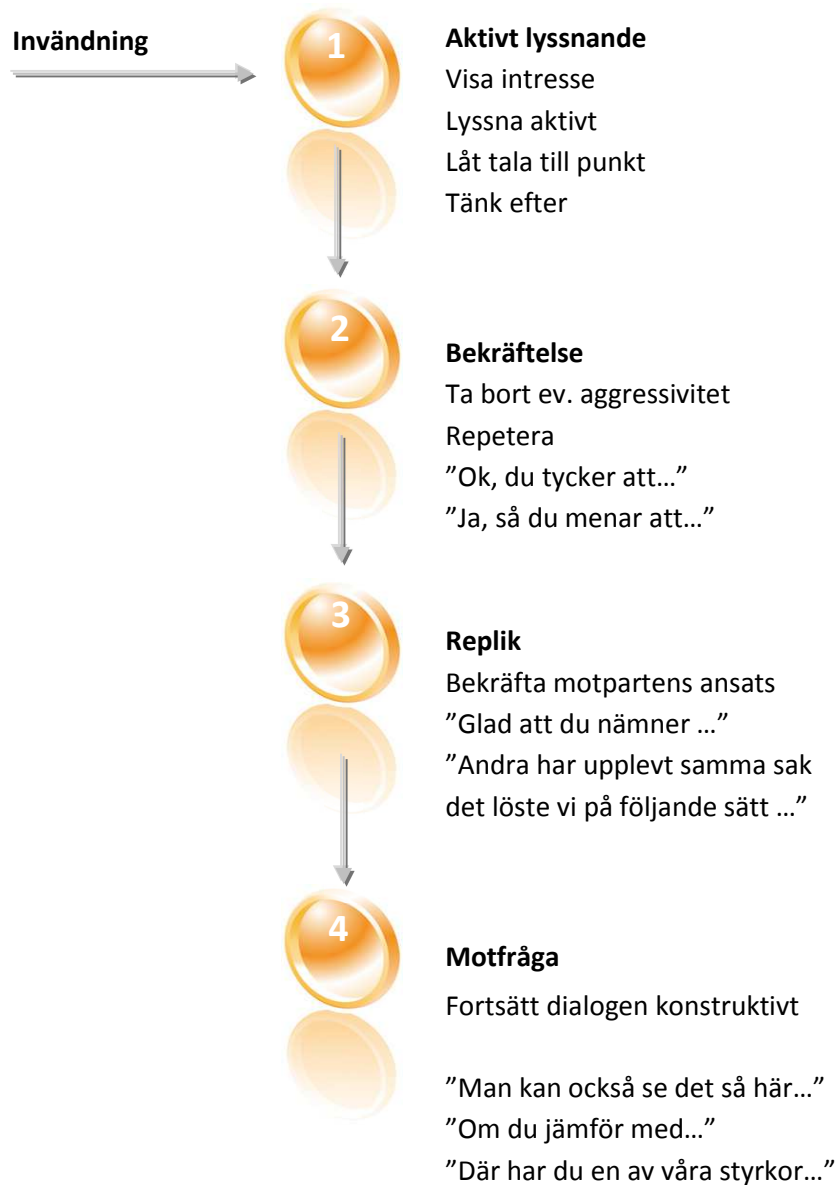 Invändning
1
Aktivt lyssnande
Visa intresse
Lyssna aktivt
Låt tala till punkt
Tänk efter
2
Bekräftelse
Ta bort ev. aggressivitet
Repetera
”Ok, du tycker att…”
”Ja, så du menar att…”
3
Replik
Bekräfta motpartens ansats
”Glad att du nämner …”
”Andra har upplevt samma sak
det löste vi på följande sätt …”
4
Motfråga
Fortsätt dialogen konstruktivt
”Man kan också se det så här…”
”Om du jämför med…”
”Där har du en av våra styrkor…”